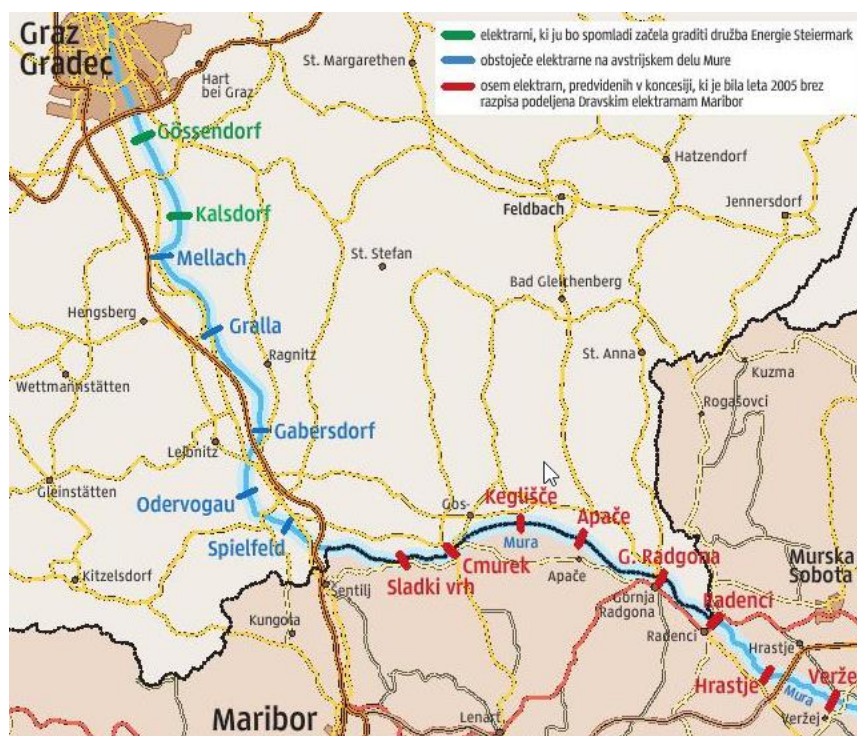 Graz
Gradec
elektrarni, ki ju bo spomladi začela graditi družba Energie Steiermark
obstoječe elektrarne na avstrijskem delu Mure
osem elektrarn, predvidenih v koncesiji, ki je bila leta 2005 brez
razpisa podeljena Dravskim elektrarnam Maribor
Hart
bei Graz
St. Margarethen
Gössendorf
Hatzendorf
Kalsdorf
Feldbach
Jennersdorf
Mellach
St. Stefan
Bad Gleichenberg
Hengsberg
Gralla
Ragnitz
St. Anna
Kuzma
Wettmannstätten
Rogašovci
Gabersdorf
Leibnitz
Gleinstätten
Odervogau
Gos-
Keglišče
Apače
Spielfeld
Mura
G. Radgona
Murska
Sobota
Kitzelsdorf
Sladki vrh
Cmurek
Apače
Šentilj
Gornja
Radgona
Radenci
Kungota
Radenci
Hrastje
Maribor
Lenart
Hrastje
Mura
Verže
Veržej